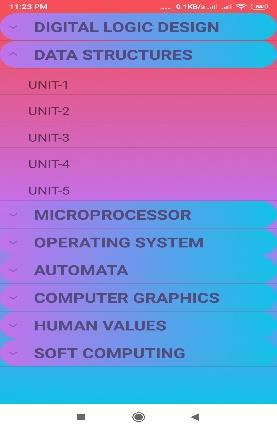 11:23 PM ... 0.1KB/s
DIGITAL LOGIC DESIGN
DATA STRUCTURES
UNIT-1
UNIT-2
UNIT-3
UNIT-4
UNIT-5
MICROPROCESSOR
OPERATING SYSTEM
AUTOMATA
COMPUTER GRAPHICS
HUMAN VALUES
SOFT COMPUTING